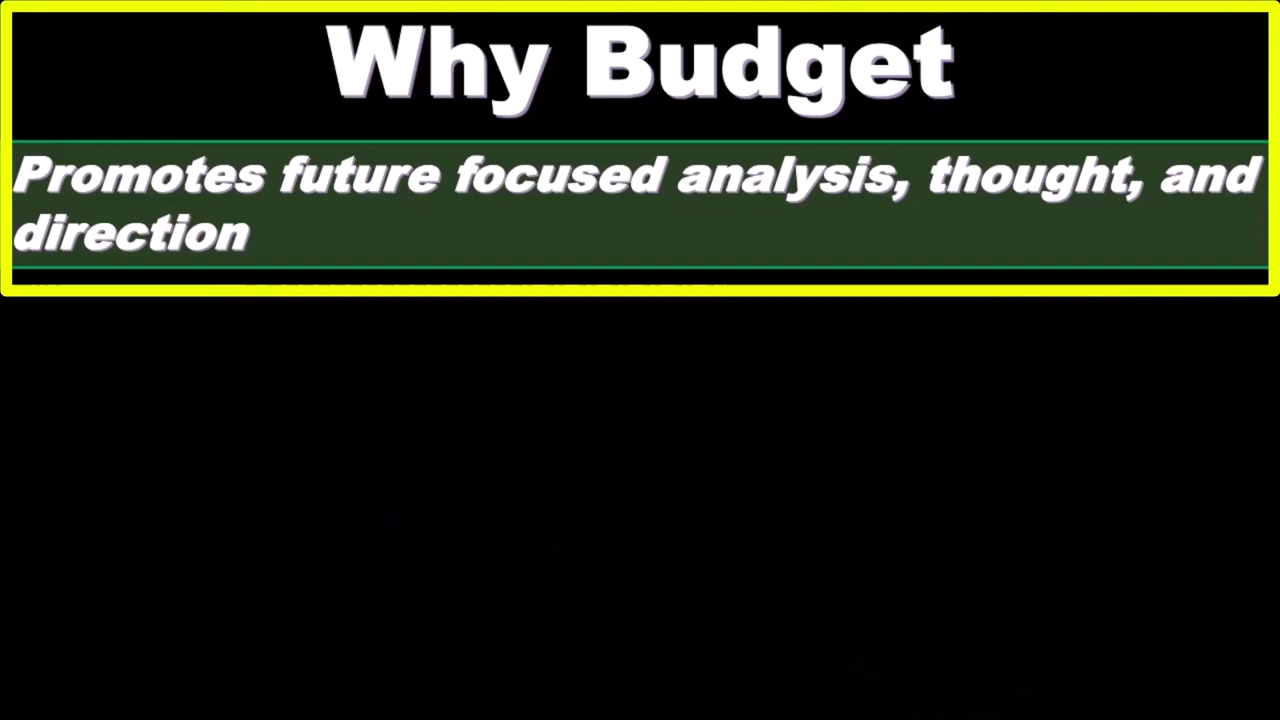 Why Budget
Promotes future focused analysis, thought, and
direction